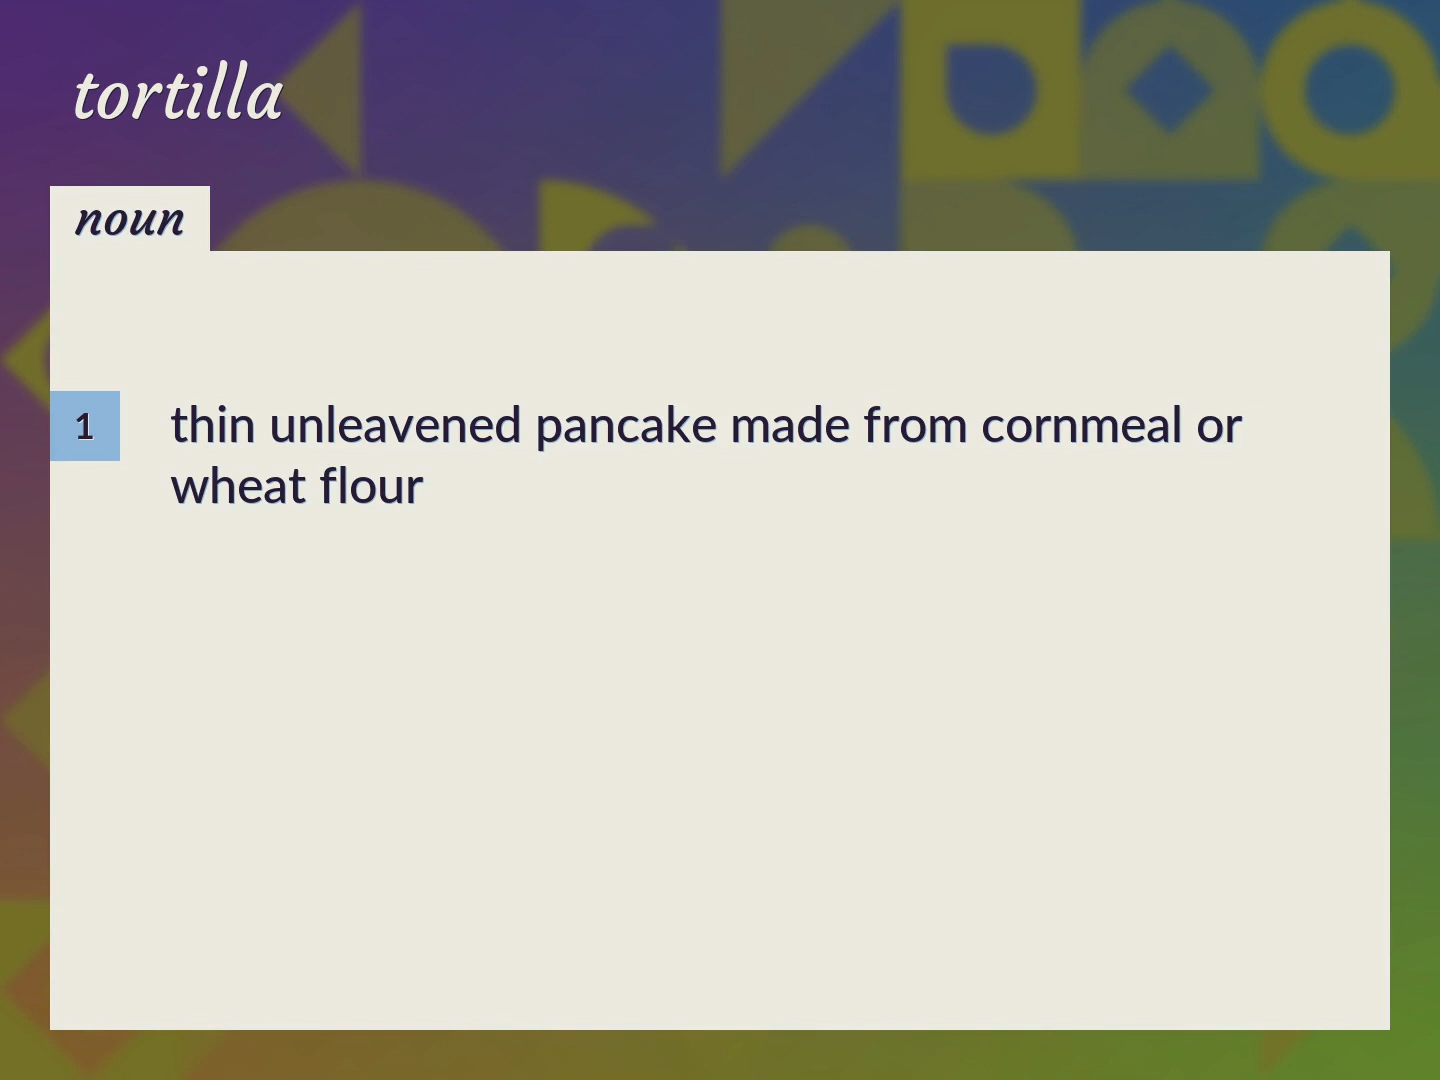 tortilla
noun
1
thin unleavened pancake made from cornmeal or
wheat flour